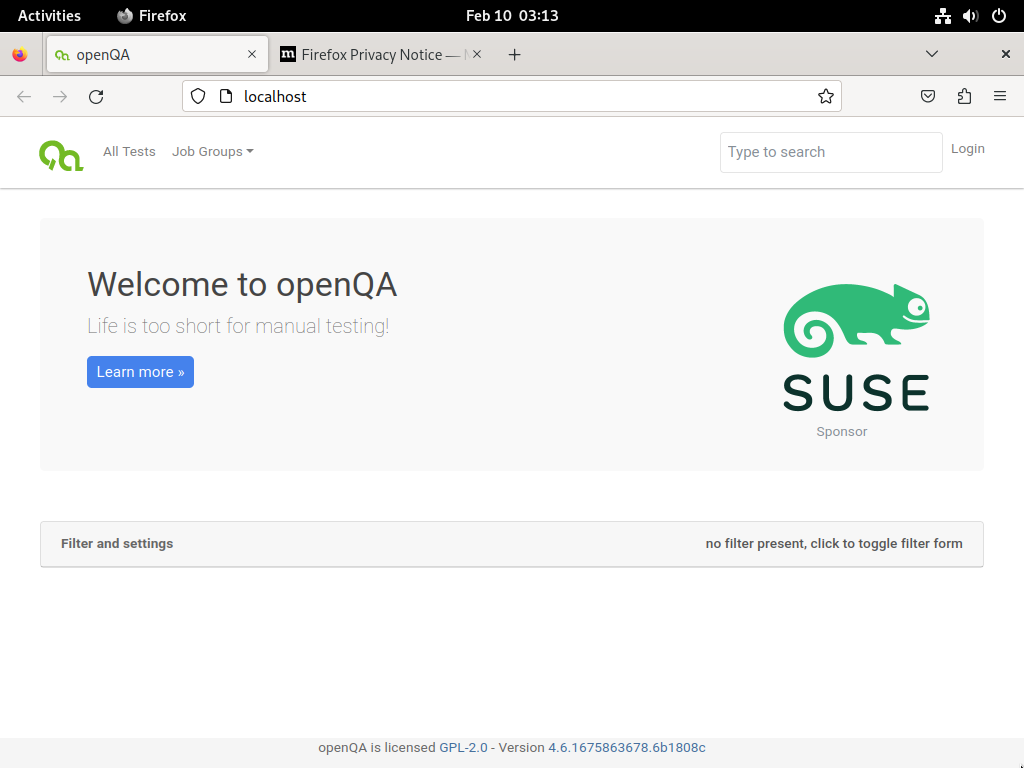 Activities Firefox Feb 10 03:13
openQA Firefox Privacy Notice —
localhost
All Tests Job Groups Type to search Login
Welcome to openQA
Life is too short for manual testing!
Learn more »
SUSE
Sponsor
Filter and settings no filter present, click to toggle filter form
openQA is licensed GPL-2.0 - Version 4.6.1675863678.6b1808c